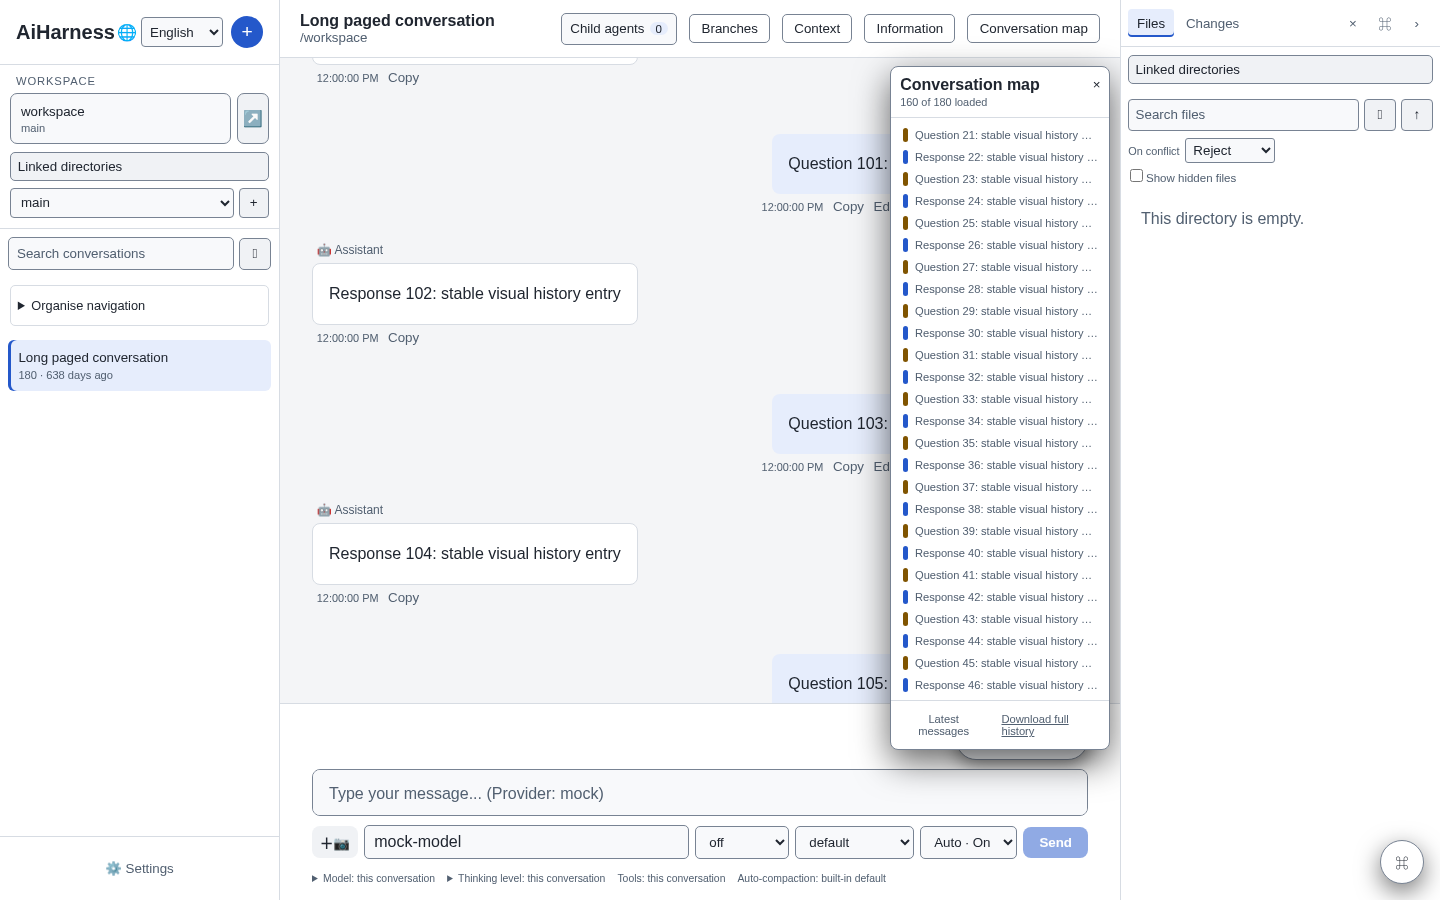 AiHarness
English
+
WORKSPACE
workspace
main
Linked directories
main
+
Search conversations
Organise navigation
Long paged conversation
180 · 638 days ago
Settings
Long paged conversation
/workspace
Child agents 0
Branches
Context
Information
Conversation map
12:00:00 PM Copy
Question 101:
12:00:00 PM Copy Ed
Assistant
Response 102: stable visual history entry
12:00:00 PM Copy
Question 103:
12:00:00 PM Copy Ed
Assistant
Response 104: stable visual history entry
12:00:00 PM Copy
Question 105:
Conversation map
×
160 of 180 loaded
Question 21: stable visual history …
Response 22: stable visual history …
Question 23: stable visual history …
Response 24: stable visual history …
Question 25: stable visual history …
Response 26: stable visual history …
Question 27: stable visual history …
Response 28: stable visual history …
Question 29: stable visual history …
Response 30: stable visual history …
Question 31: stable visual history …
Response 32: stable visual history …
Question 33: stable visual history …
Response 34: stable visual history …
Question 35: stable visual history …
Response 36: stable visual history …
Question 37: stable visual history …
Response 38: stable visual history …
Question 39: stable visual history …
Response 40: stable visual history …
Question 41: stable visual history …
Response 42: stable visual history …
Question 43: stable visual history …
Response 44: stable visual history …
Question 45: stable visual history …
Response 46: stable visual history …
Latest
messages
Download full
history
Type your message... (Provider: mock)
mock-model
off
default
Auto · On
Send
Model: this conversation
Thinking level: this conversation
Tools: this conversation
Auto-compaction: built-in default
Files
Changes
× ⌘ ›
Linked directories
Search files
↑
On conflict
Reject
Show hidden files
This directory is empty.
⌘